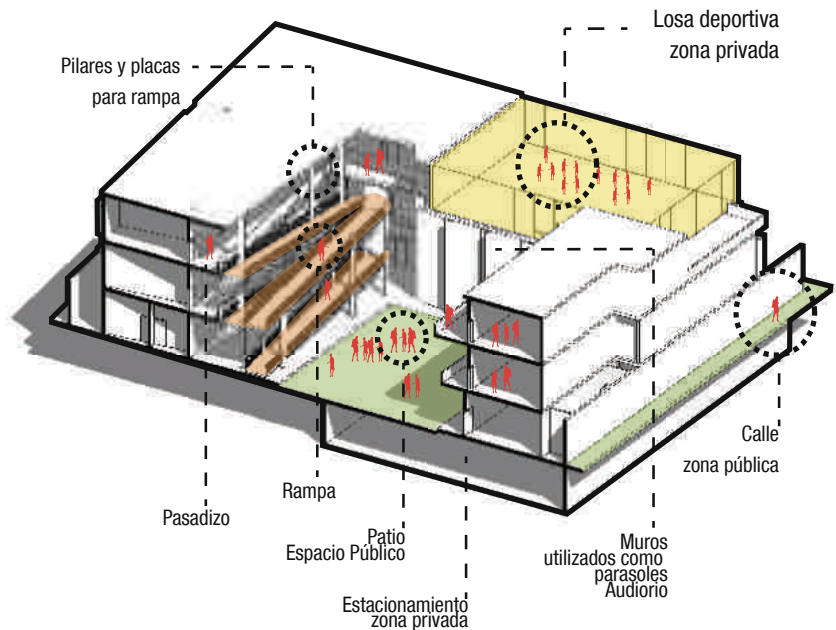 Losa deportiva
zona privada
Pilares y placas
para rampa
Calle
zona pública
Rampa
Pasadizo
Patio
Espacio Público
Muros
utilizados como
parasoles
Audiorio
Estacionamiento
zona privada